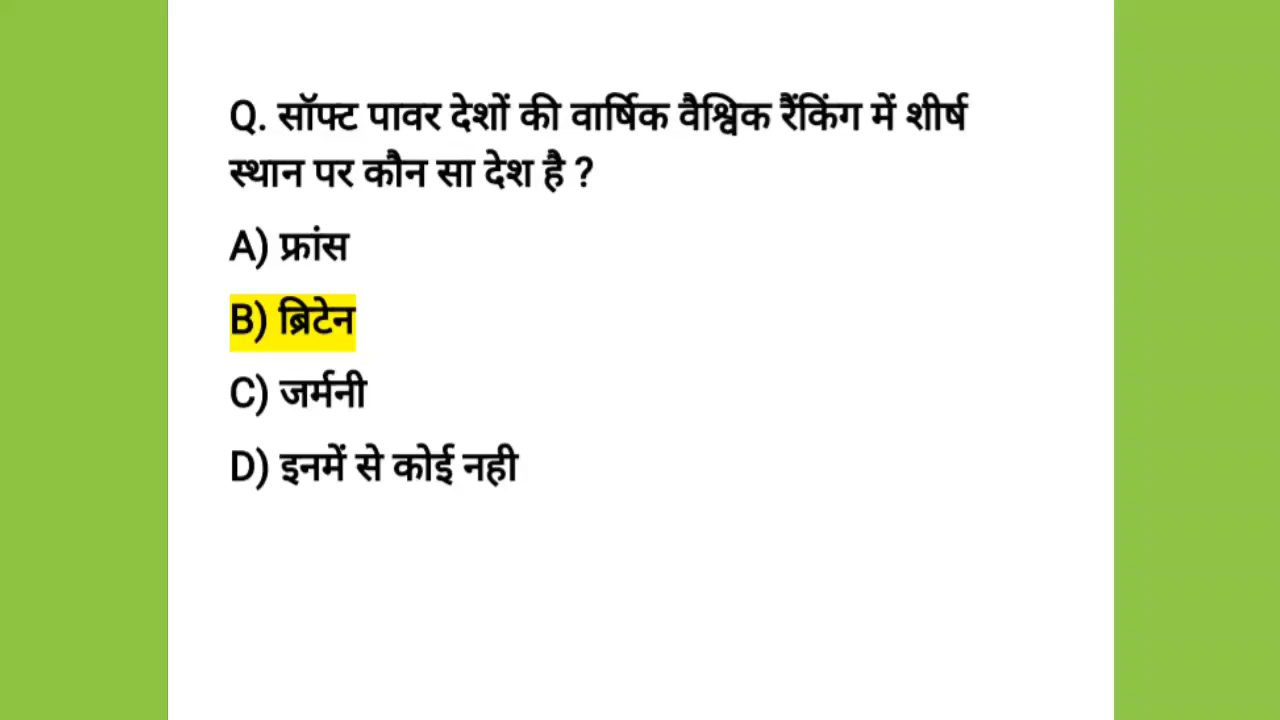 Q. सॉफ्ट पावर देशों की वार्षिक वैश्विक रैंकिंग में शीर्ष
स्थान पर कौन सा देश है ?
A) फ्रांस
B) ब्रिटेन
C) जर्मनी
D) इनमें से कोई नही